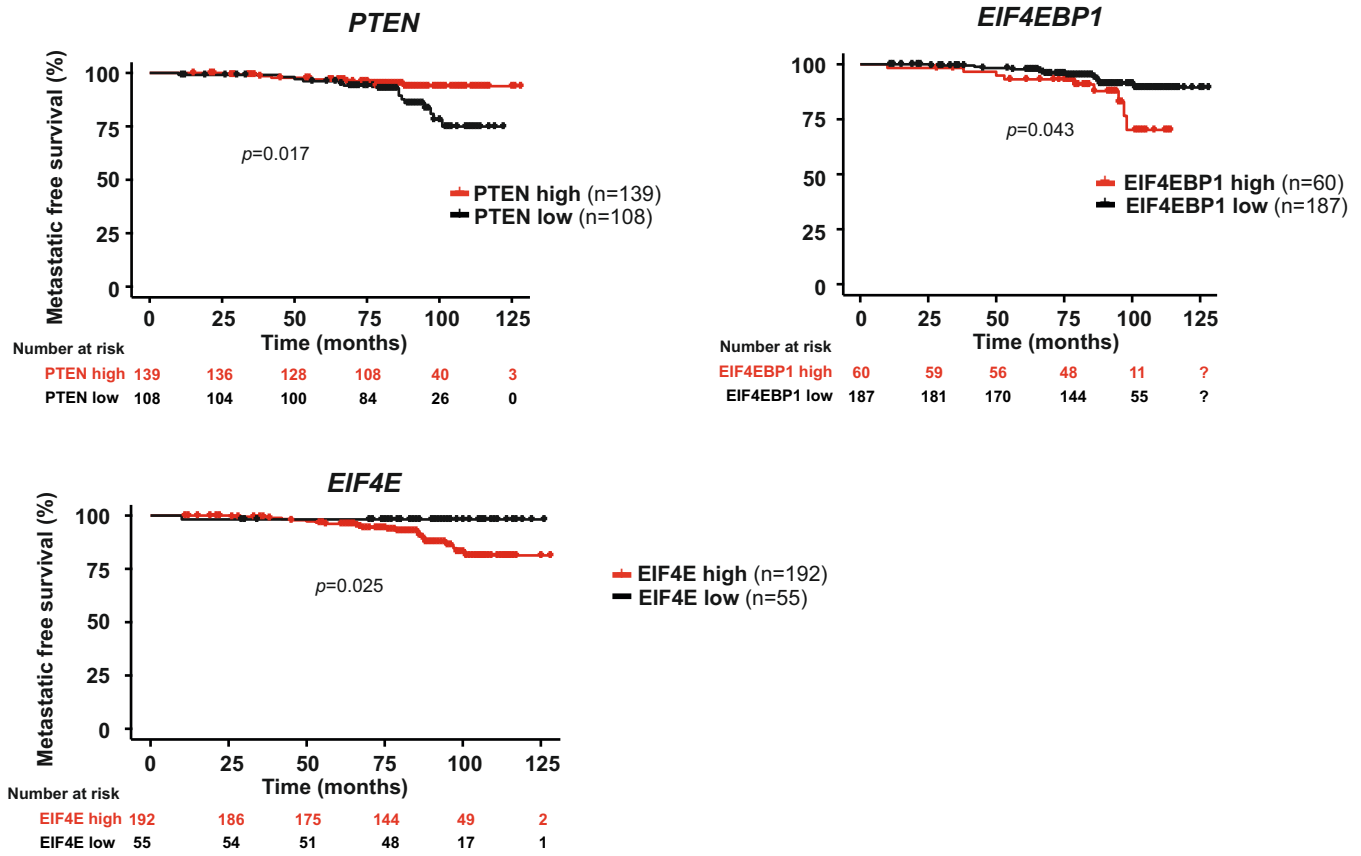 PTEN
Metastatic free survival (%)
100
75
50
25
0
p=0.017
PTEN high (n=139)
PTEN low (n=108)
0 25 50 75 100 125
Time (months)
Number at risk
PTEN high 139 136 128 108 40 3
PTEN low 108 104 100 84 26 0
EIF4EBP1
100
75
50
25
0
p=0.043
EIF4EBP1 high (n=60)
EIF4EBP1 low (n=187)
0 25 50 75 100 125
Time (months)
Number at risk
EIF4EBP1 high 60 59 56 48 11 ?
EIF4EBP1 low 187 181 170 144 55 ?
EIF4E
Metastatic free survival (%)
100
75
50
25
0
p=0.025
EIF4E high (n=192)
EIF4E low (n=55)
0 25 50 75 100 125
Time (months)
Number at risk
EIF4E high 192 186 175 144 49 2
EIF4E low 55 54 51 48 17 1